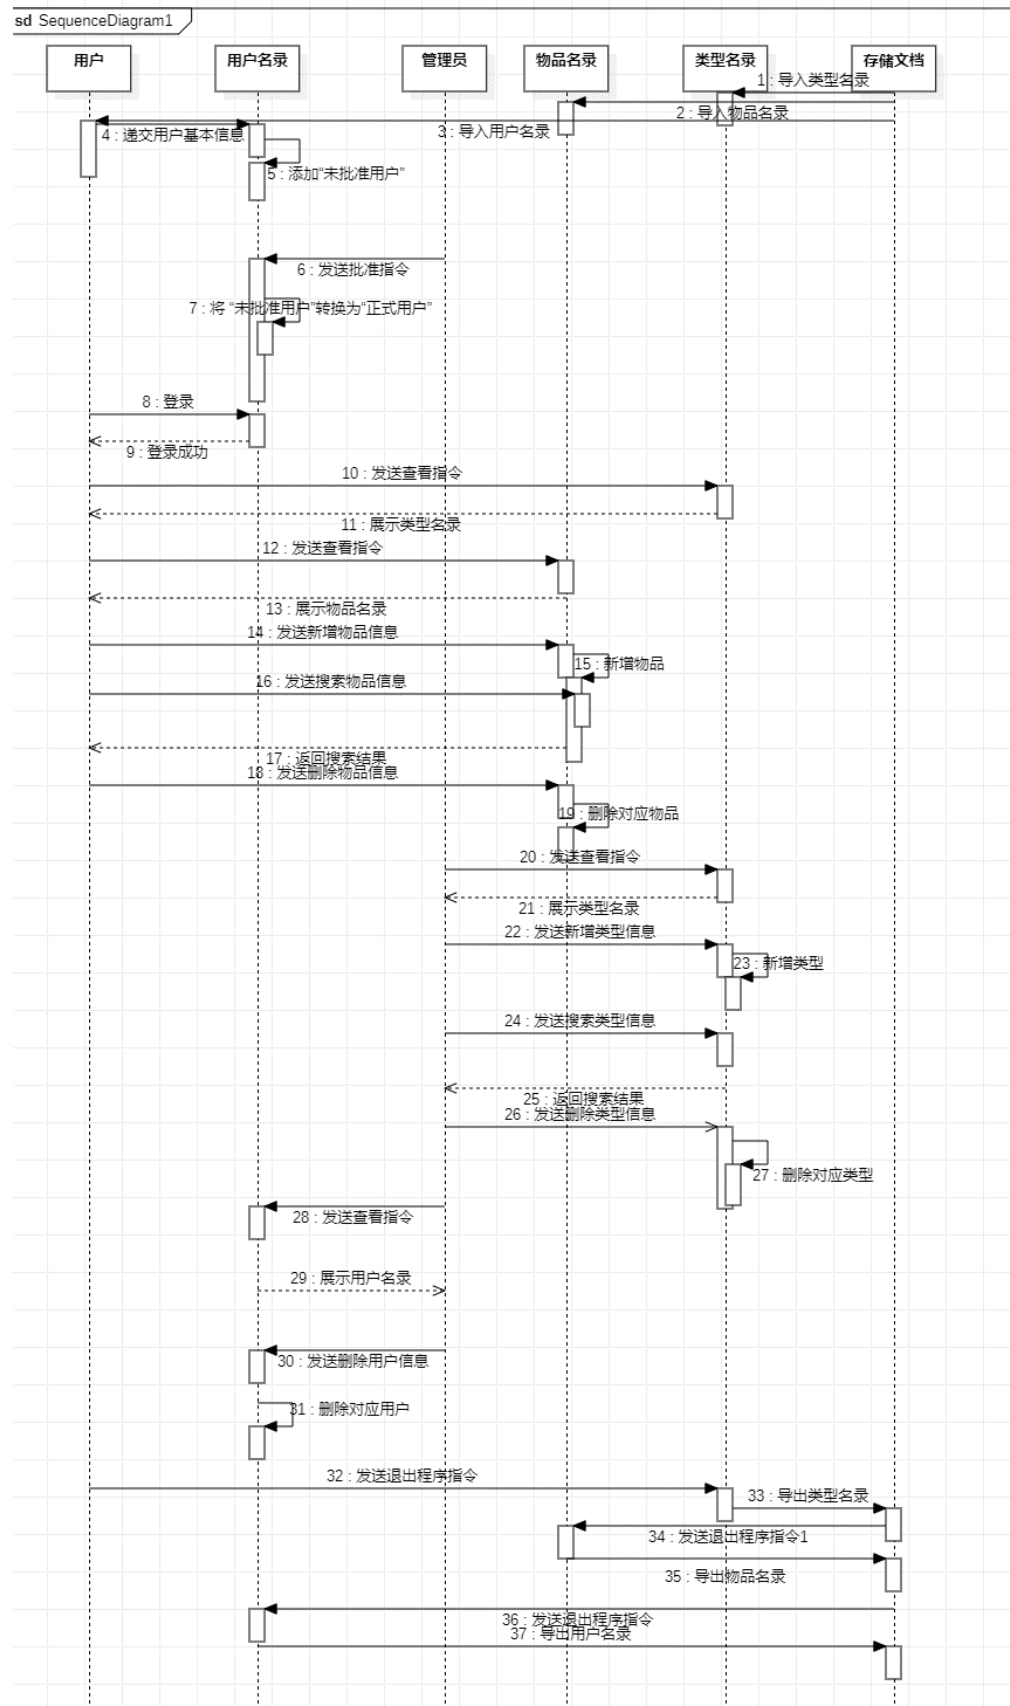 sd SequenceDiagram1
用户
用户名录
管理员
物品名录
类型名录
存储文档
1 : 导入类型名录
2 : 导入物品名录
3 : 导入用户名录
4 : 递交用户基本信息
5 : 添加“未批准用户”
6 : 发送批准指令
7 : 将 “未批准用户”转换为“正式用户”
8 : 登录
9 : 登录成功
10 : 发送查看指令
11 : 展示类型名录
12 : 发送查看指令
13 : 展示物品名录
14 : 发送新增物品信息
15 : 新增物品
16 : 发送搜索物品信息
17 : 返回搜索结果
18 : 发送删除物品信息
19 : 删除对应物品
20 : 发送查看指令
21 : 展示类型名录
22 : 发送新增类型信息
23 : 新增类型
24 : 发送搜索类型信息
25 : 返回搜索结果
26 : 发送删除类型信息
27 : 删除对应类型
28 : 发送查看指令
29 : 展示用户名录
30 : 发送删除用户信息
31 : 删除对应用户
32 : 发送退出程序指令
33 : 导出类型名录
34 : 发送退出程序指令1
35 : 导出物品名录
36 : 发送退出程序指令
37 : 导出用户名录